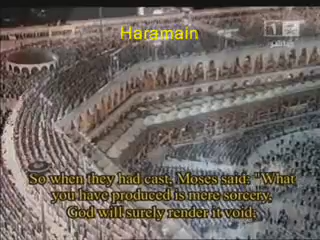 Haramain
So when they had cast, Moses said: "What
you have produced is mere sorcery,
God will surely render it void;